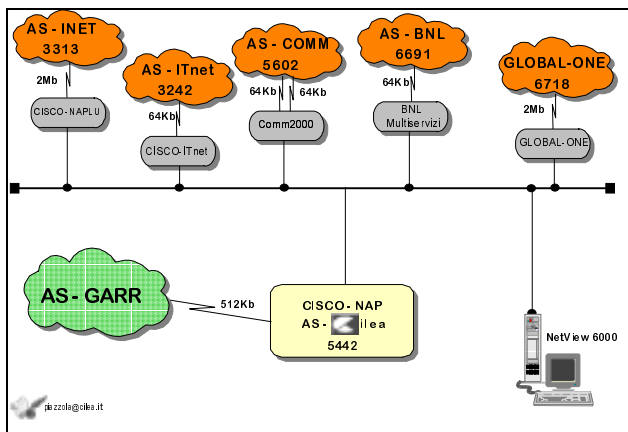 AS - INET
3313
2Mb
CISCO-NAPLU
AS - ITnet
3242
64Kb
CISCO-ITnet
AS - COMM
5602
64Kb
64Kb
Comm2000
AS - BNL
6691
64Kb
BNL
Multiservizi
GLOBAL-ONE
6718
2Mb
GLOBAL-ONE
AS - GARR
512Kb
CISCO - NAP
AS - Cilea
5442
NetView 6000
piazzola@cilea.it